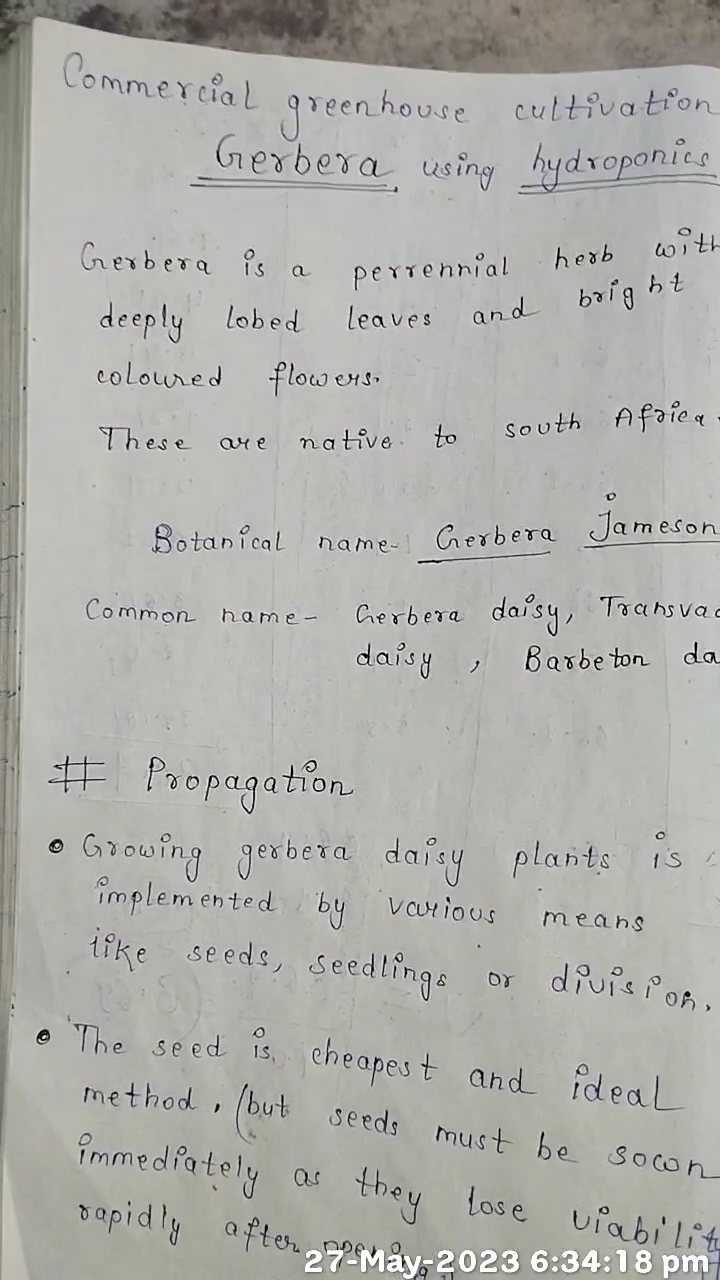 Commercial greenhouse cultivation
Gerbera using hydroponics
Gerbera is a perrennial herb with
deeply lobed leaves and bright
coloured flowers.
These are native to south Africa.
Botanical name- Gerbera Jameson
Common name- Gerbera daisy, Transvaa
daisy, Barbeton da
# Propagation
• Growing gerbera daisy plants is
implemented by various means
like seeds, seedlings or division.
• The seed is cheapest and ideal
method, (but seeds must be sown
immediately as they lose viability
rapidly after
27-May-2023 6:34:18 pm